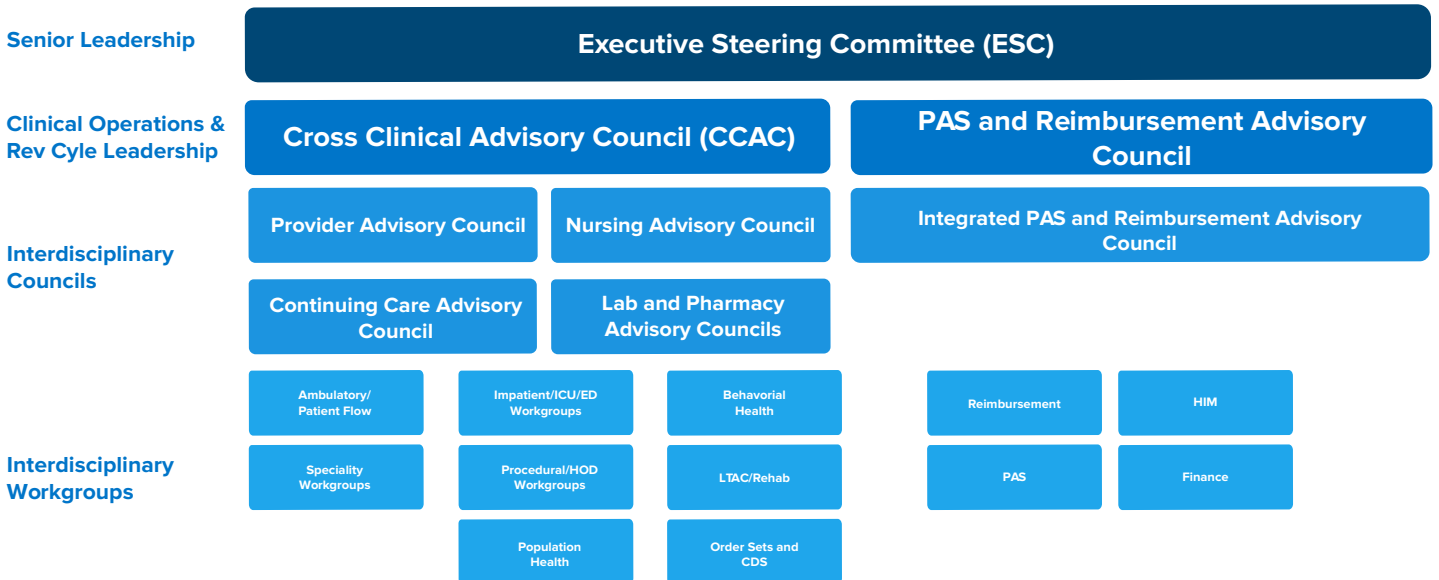 Senior Leadership
Executive Steering Committee (ESC)
Clinical Operations &
Rev Cyle Leadership
Cross Clinical Advisory Council (CCAC)
PAS and Reimbursement Advisory
Council
Interdisciplinary
Councils
Provider Advisory Council
Nursing Advisory Council
Integrated PAS and Reimbursement Advisory
Council
Continuing Care Advisory
Council
Lab and Pharmacy
Advisory Councils
Interdisciplinary
Workgroups
Ambulatory/
Patient Flow
Impatient/ICU/ED
Workgroups
Behavorial
Health
Reimbursement
HIM
Speciality
Workgroups
Procedural/HOD
Workgroups
LTAC/Rehab
PAS
Finance
Population
Health
Order Sets and
CDS